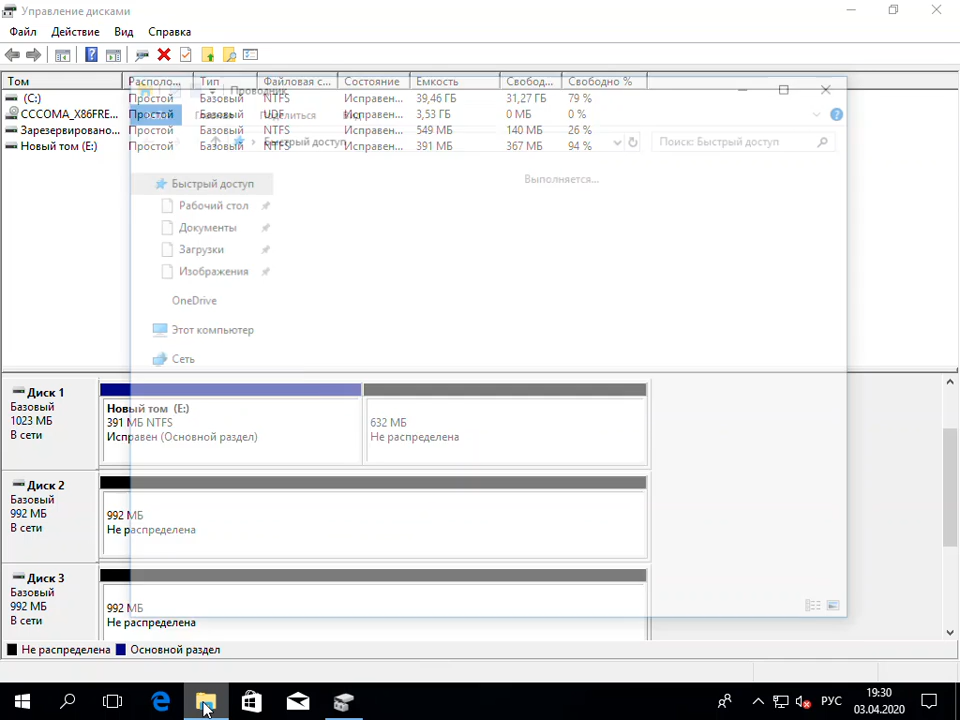 Управление дисками
Файл Действие Вид Справка
Том Располо... Тип Файловая с... Состояние Емкость Свобод... Свободно %
Проводник
(C:) Простой Базовый NTFS Исправен... 39,46 ГБ 31,27 ГБ 79 %
CCCOMA_X86FRE... Простой Базовый UDF Исправен... 3,53 ГБ 0 МБ 0 %
Поделиться Вид
Зарезервировано... Простой Базовый NTFS Исправен... 549 МБ 140 МБ 26 %
Новый том (E:) Простой Базовый NTFS Исправен... 391 МБ 367 МБ 94 %
Быстрый доступ Поиск: Быстрый доступ
Выполняется...
Быстрый доступ
Рабочий стол
Документы
Загрузки
Изображения
OneDrive
Этот компьютер
Сеть
Диск 1
Базовый
1023 МБ
В сети
Новый том (E:)
391 МБ NTFS
Исправен (Основной раздел)
632 МБ
Не распределена
Диск 2
Базовый
992 МБ
В сети
992 МБ
Не распределена
Диск 3
Базовый
992 МБ
В сети
992 МБ
Не распределена
Не распределена Основной раздел
РУС
19:30
03.04.2020